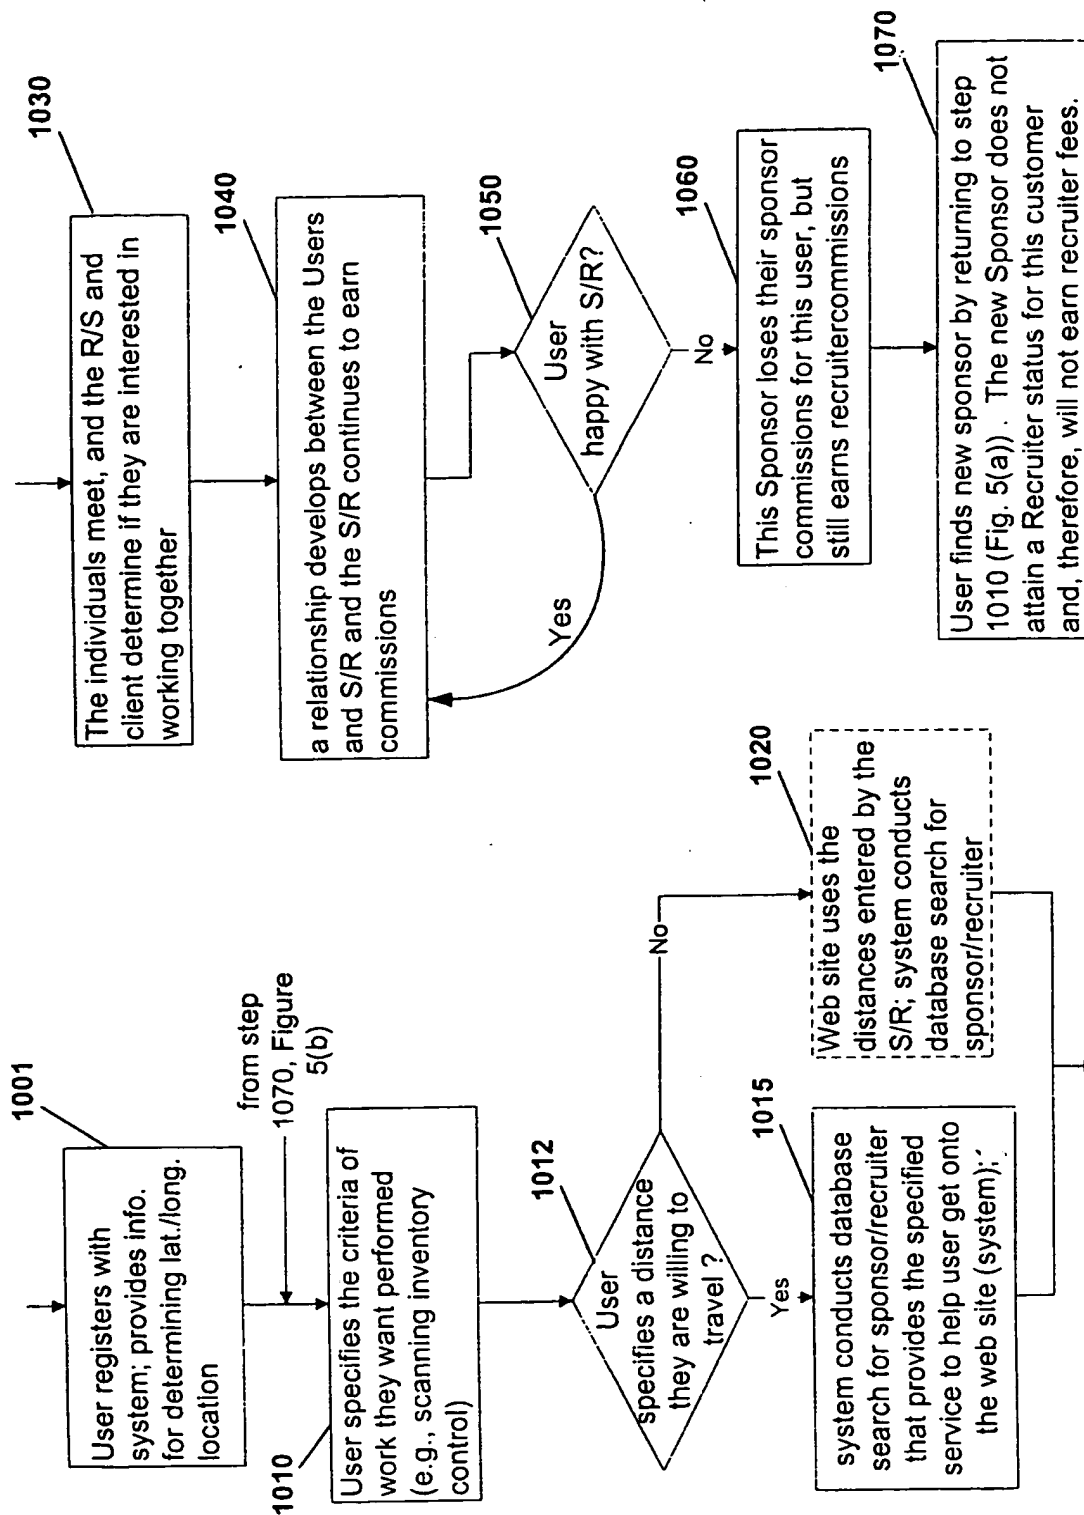 1001
User registers with
system; provides info.
for determining lat./long.
location
from step
1070, Figure
5(b)
1010
User specifies the criteria of
work they want performed
(e.g., scanning inventory
control)
1012
User
specifies a distance
they are willing to
travel ?
Yes
No
1015
system conducts database
search for sponsor/recruiter
that provides the specified
service to help user get onto
the web site (system);
1020
Web site uses the
distances entered by the
S/R; system conducts
database search for
sponsor/recruiter
1030
The individuals meet, and the R/S and
client determine if they are interested in
working together
1040
a relationship develops between the Users
and S/R and the S/R continues to earn
commissions
1050
User
happy with S/R?
Yes
No
1060
This Sponsor loses their sponsor
commissions for this user, but
still earns recruitercommissions
1070
User finds new sponsor by returning to step
1010 (Fig. 5(a)) . The new Sponsor does not
attain a Recruiter status for this customer
and, therefore, will not earn recruiter fees.